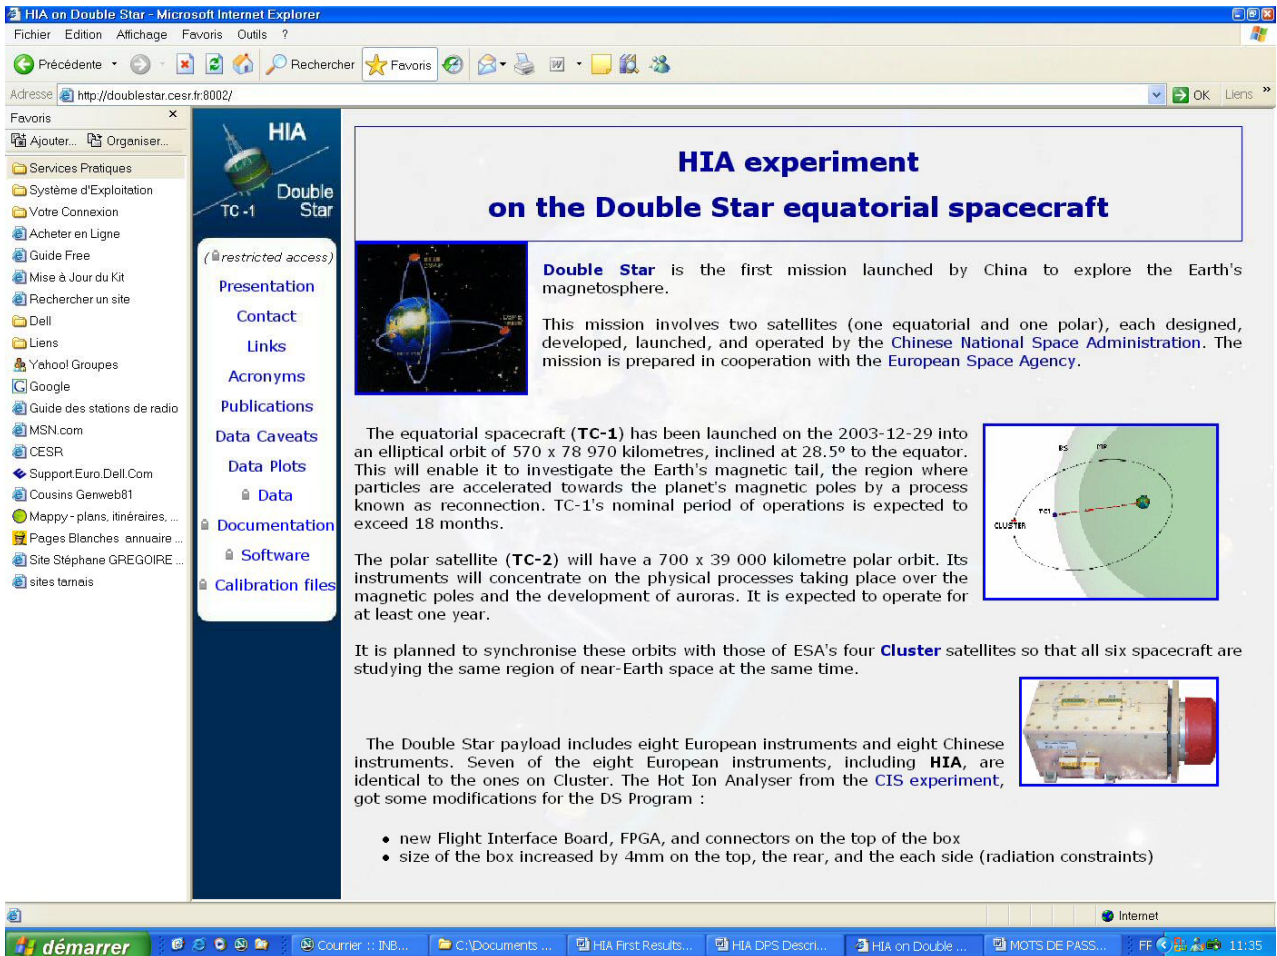 HIA on Double Star - Microsoft Internet Explorer
Fichier Edition Affichage Favoris Outils ?
Précédente Rechercher Favoris
Adresse http://doublestar.cesr.fr:8002/ OK Liens »
Favoris x
Ajouter... Organiser...
Services Pratiques
Système d'Exploitation
Votre Connexion
Acheter en Ligne
Guide Free
Mise à Jour du Kit
Rechercher un site
Dell
Liens
Yahoo! Groupes
Google
Guide des stations de radio
MSN.com
CESR
Support.Euro.Dell.Com
Cousins Genweb81
Mappy - plans, itinéraires, ...
Pages Blanches annuaire ...
Site Stéphane GREGOIRE ...
sites tarnais
HIA
Double
TC-1 Star
(restricted access)
Presentation
Contact
Links
Acronyms
Publications
Data Caveats
Data Plots
Data
Documentation
Software
Calibration files
HIA experiment
on the Double Star equatorial spacecraft
Double Star is the first mission launched by China to explore the Earth's
magnetosphere.
This mission involves two satellites (one equatorial and one polar), each designed,
developed, launched, and operated by the Chinese National Space Administration. The
mission is prepared in cooperation with the European Space Agency.
The equatorial spacecraft (TC-1) has been launched on the 2003-12-29 into
an elliptical orbit of 570 x 78 970 kilometres, inclined at 28.5º to the equator.
This will enable it to investigate the Earth's magnetic tail, the region where
particles are accelerated towards the planet's magnetic poles by a process
known as reconnection. TC-1's nominal period of operations is expected to
exceed 18 months.
BS MP
CLUSTER TC1
The polar satellite (TC-2) will have a 700 x 39 000 kilometre polar orbit. Its
instruments will concentrate on the physical processes taking place over the
magnetic poles and the development of auroras. It is expected to operate for
at least one year.
It is planned to synchronise these orbits with those of ESA's four Cluster satellites so that all six spacecraft are
studying the same region of near-Earth space at the same time.
The Double Star payload includes eight European instruments and eight Chinese
instruments. Seven of the eight European instruments, including HIA, are
identical to the ones on Cluster. The Hot Ion Analyser from the CIS experiment,
got some modifications for the DS Program :
• new Flight Interface Board, FPGA, and connectors on the top of the box
• size of the box increased by 4mm on the top, the rear, and the each side (radiation constraints)
Internet
démarrer Courrier :: INB... C:\Documents ... HIA First Results... HIA DPS Descri... HIA on Double ... MOTS DE PASS... FF 11:35